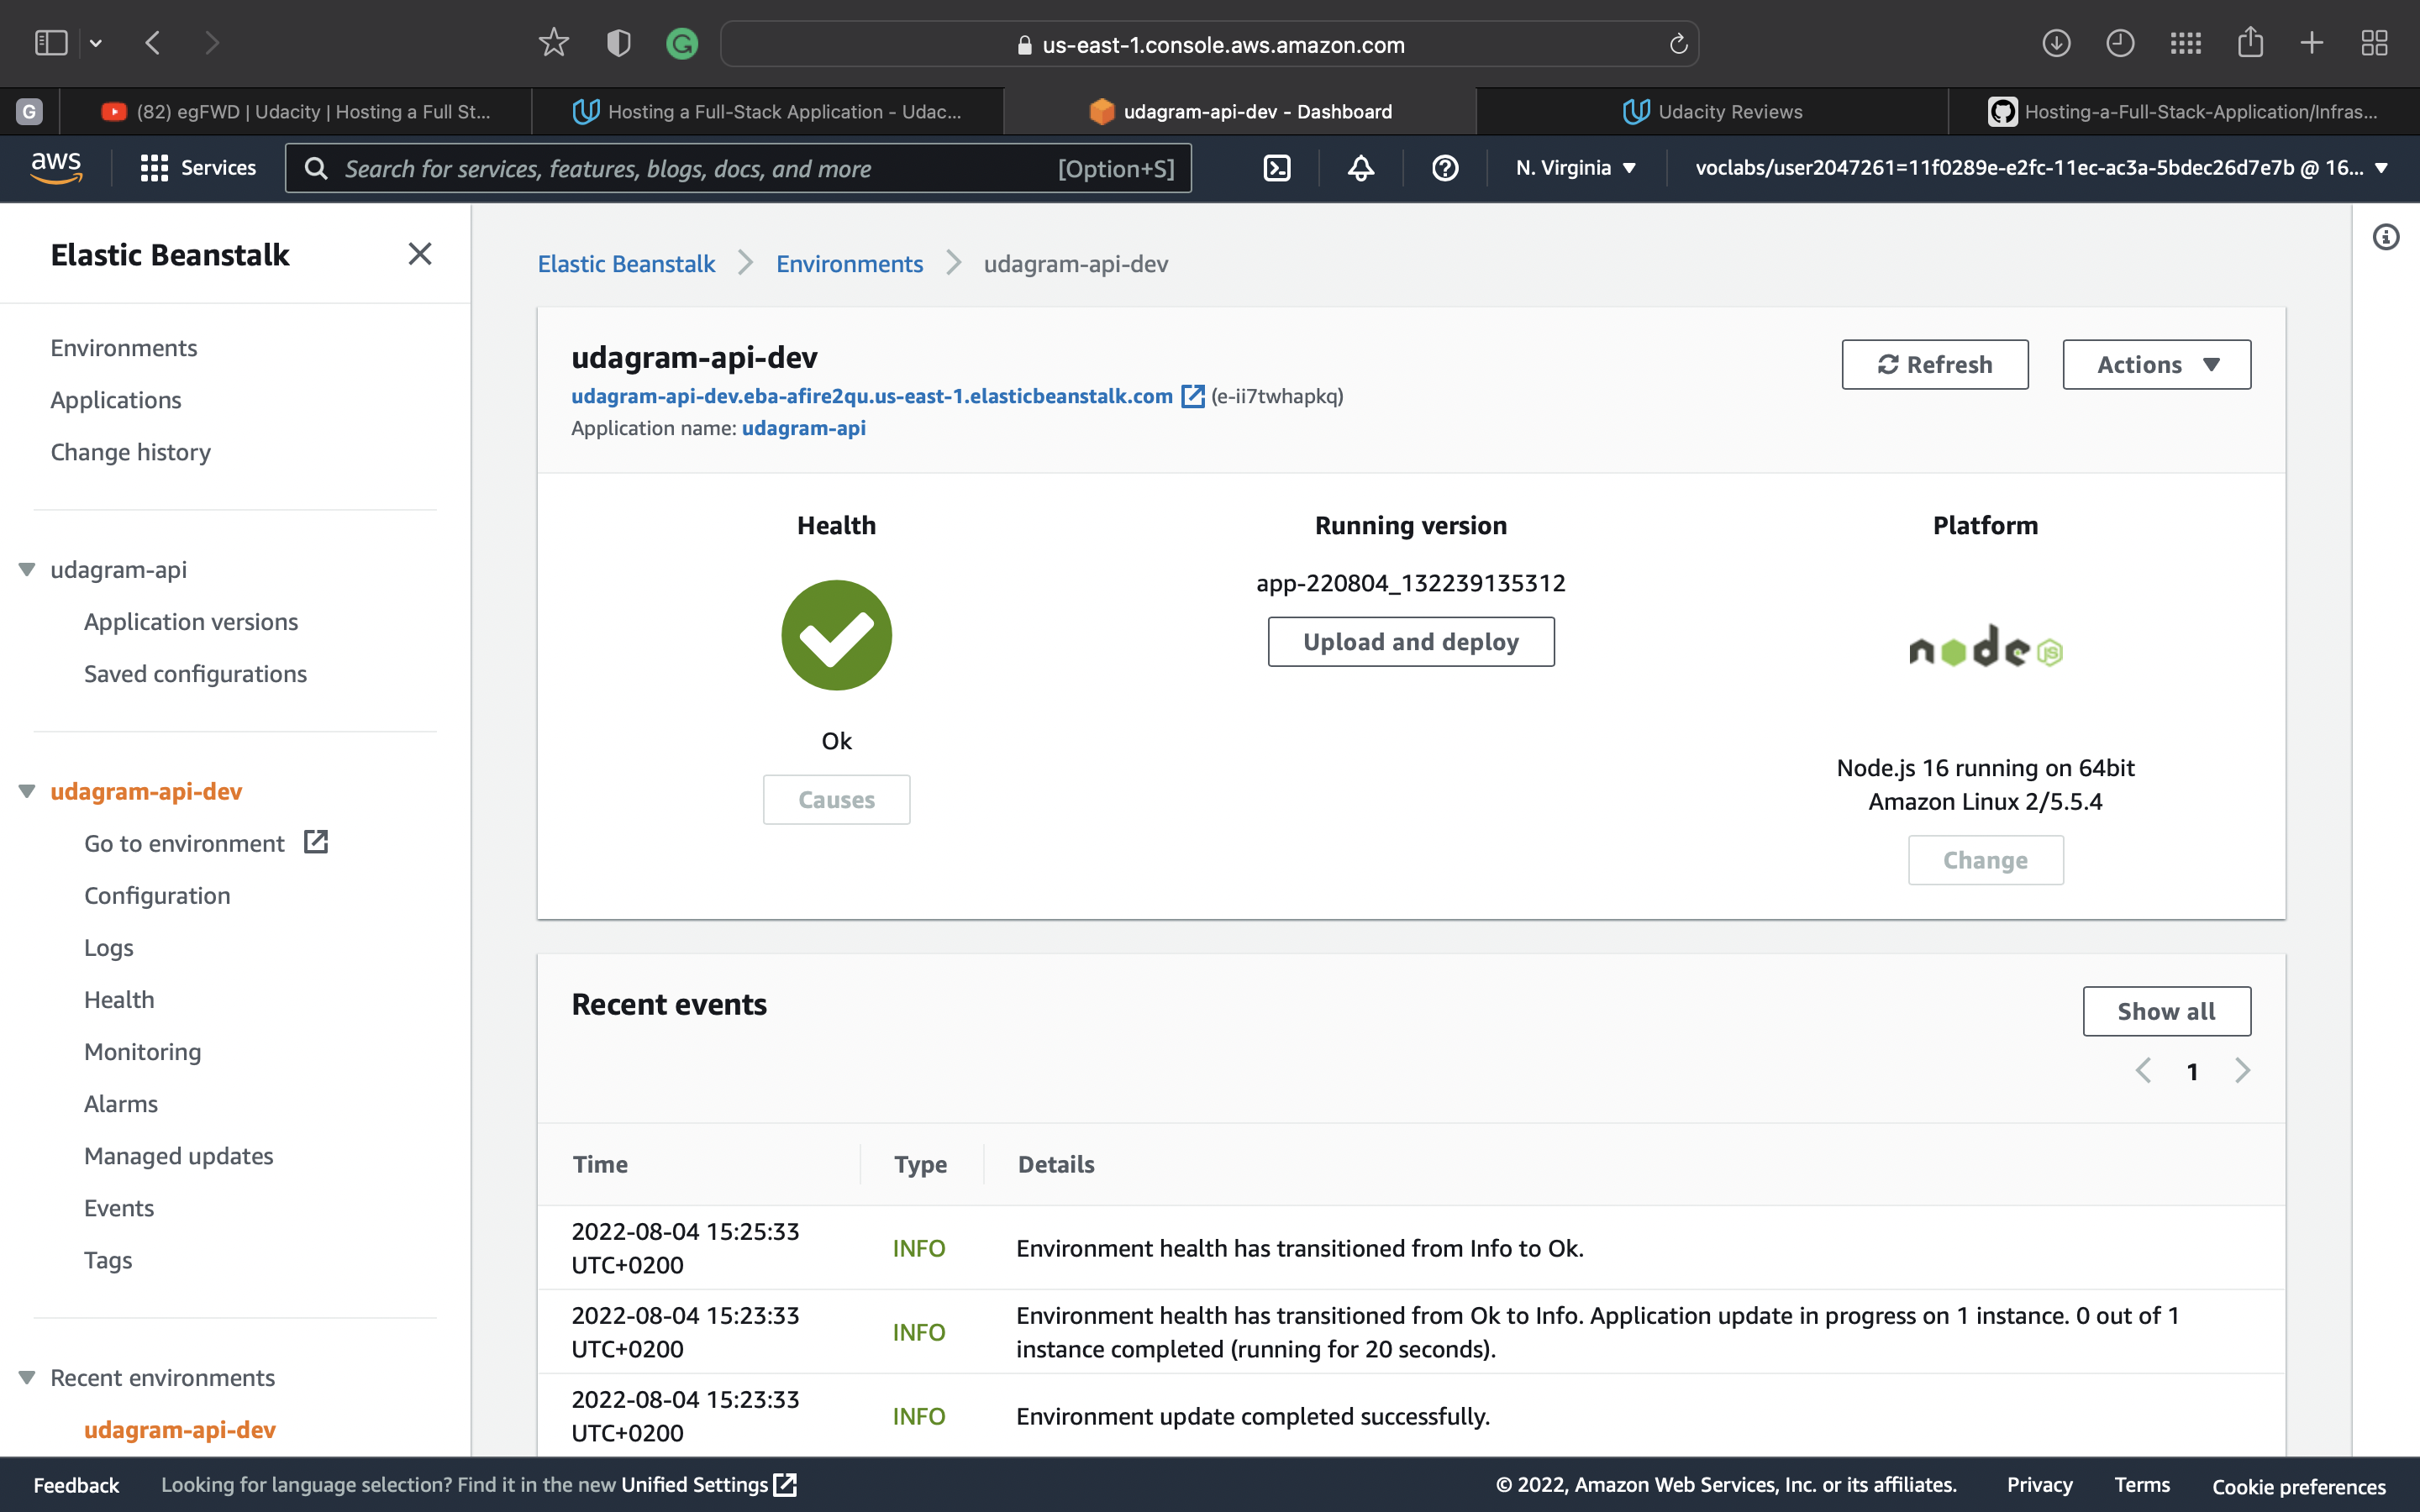 us-east-1.console.aws.amazon.com
G
(82) egFWD | Udacity | Hosting a Full St...
Hosting a Full-Stack Application - Udac...
udagram-api-dev - Dashboard
Udacity Reviews
Hosting-a-Full-Stack-Application/Infras...
aws
Services
Search for services, features, blogs, docs, and more
[Option+S]
N. Virginia
voclabs/user2047261=11f0289e-e2fc-11ec-ac3a-5bdec26d7e7b @ 16...
Elastic Beanstalk
Environments
Applications
Change history
udagram-api
Application versions
Saved configurations
udagram-api-dev
Go to environment
Configuration
Logs
Health
Monitoring
Alarms
Managed updates
Events
Tags
Recent environments
udagram-api-dev
Elastic Beanstalk
Environments
udagram-api-dev
udagram-api-dev
udagram-api-dev.eba-afire2qu.us-east-1.elasticbeanstalk.com (e-ii7twhapkq)
Application name: udagram-api
Refresh
Actions
Health
Ok
Causes
Running version
app-220804_132239135312
Upload and deploy
Platform
node JS
Node.js 16 running on 64bit
Amazon Linux 2/5.5.4
Change
Recent events
Show all
1
Time
Type
Details
2022-08-04 15:25:33
UTC+0200
INFO
Environment health has transitioned from Info to Ok.
2022-08-04 15:23:33
UTC+0200
INFO
Environment health has transitioned from Ok to Info. Application update in progress on 1 instance. 0 out of 1
instance completed (running for 20 seconds).
2022-08-04 15:23:33
UTC+0200
INFO
Environment update completed successfully.
Feedback
Looking for language selection? Find it in the new Unified Settings
© 2022, Amazon Web Services, Inc. or its affiliates.
Privacy
Terms
Cookie preferences